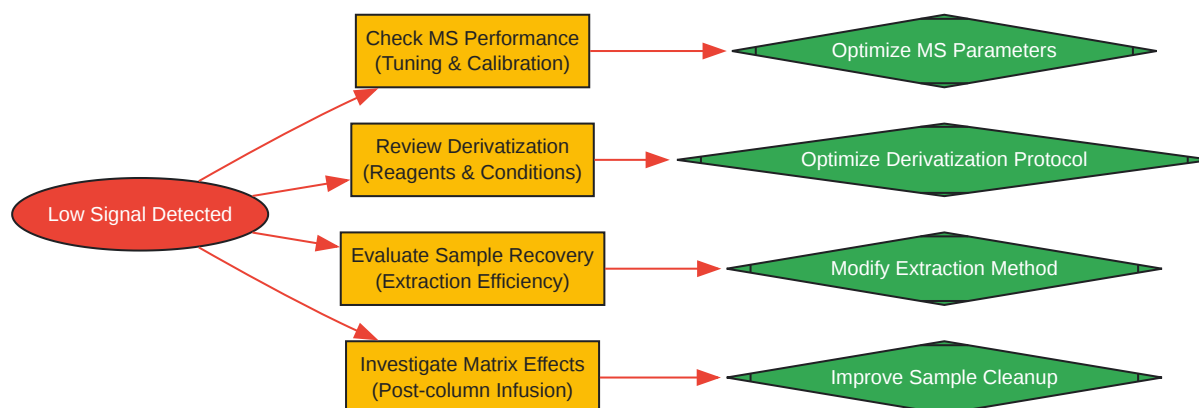 Check MS Performance
(Tuning & Calibration)
Optimize MS Parameters
Review Derivatization
(Reagents & Conditions)
Optimize Derivatization Protocol
Low Signal Detected
Evaluate Sample Recovery
(Extraction Efficiency)
Modify Extraction Method
Investigate Matrix Effects
(Post-column Infusion)
Improve Sample Cleanup